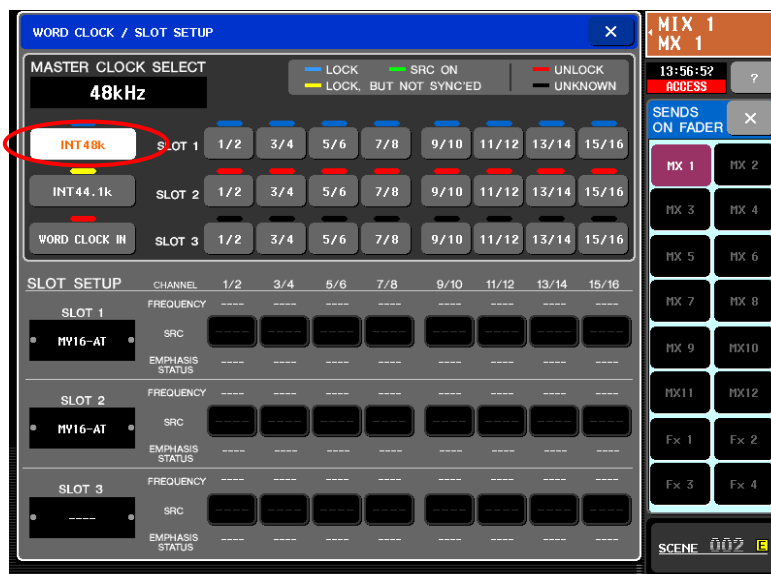 WORD CLOCK / SLOT SETUP
MASTER CLOCK SELECT
48kHz
LOCK SRC ON UNLOCK
LOCK, BUT NOT SYNC'ED UNKNOWN
INT48k SLOT 1 1/2 3/4 5/6 7/8 9/10 11/12 13/14 15/16
INT44.1k SLOT 2 1/2 3/4 5/6 7/8 9/10 11/12 13/14 15/16
WORD CLOCK IN SLOT 3 1/2 3/4 5/6 7/8 9/10 11/12 13/14 15/16
SLOT SETUP CHANNEL 1/2 3/4 5/6 7/8 9/10 11/12 13/14 15/16
SLOT 1
MY16-AT
FREQUENCY ---- ---- ---- ---- ---- ---- ---- ----
SRC ---- ---- ---- ---- ---- ---- ---- ----
EMPHASIS
STATUS ---- ---- ---- ---- ---- ---- ---- ----
SLOT 2
MY16-AT
FREQUENCY ---- ---- ---- ---- ---- ---- ---- ----
SRC ---- ---- ---- ---- ---- ---- ---- ----
EMPHASIS
STATUS ---- ---- ---- ---- ---- ---- ---- ----
SLOT 3
----
FREQUENCY ---- ---- ---- ---- ---- ---- ---- ----
SRC ---- ---- ---- ---- ---- ---- ---- ----
EMPHASIS
STATUS ---- ---- ---- ---- ---- ---- ---- ----
MIX 1
MX 1
ACCESS
?
SENDS
ON FADER
MX 1 MX 2
MX 3 MX 4
MX 5 MX 6
MX 7 MX 8
MX 9 MX10
MX11 MX12
Fx 1 Fx 2
Fx 3 Fx 4
SCENE 002 E